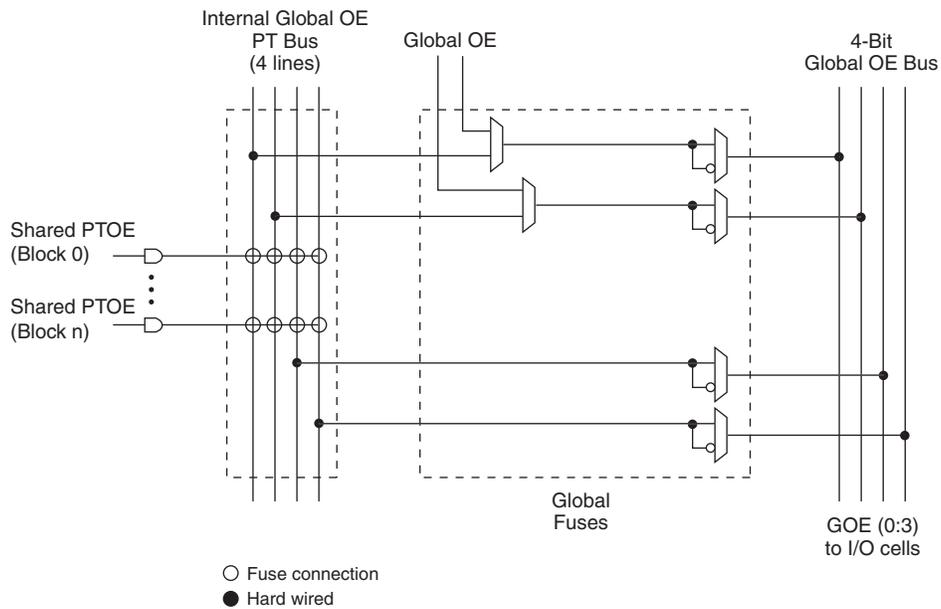 Internal Global OE
PT Bus
(4 lines)
Global OE
4-Bit
Global OE Bus
Shared PTOE
(Block 0)
Shared PTOE
(Block n)
Global
Fuses
GOE (0:3)
to I/O cells
Fuse connection
Hard wired